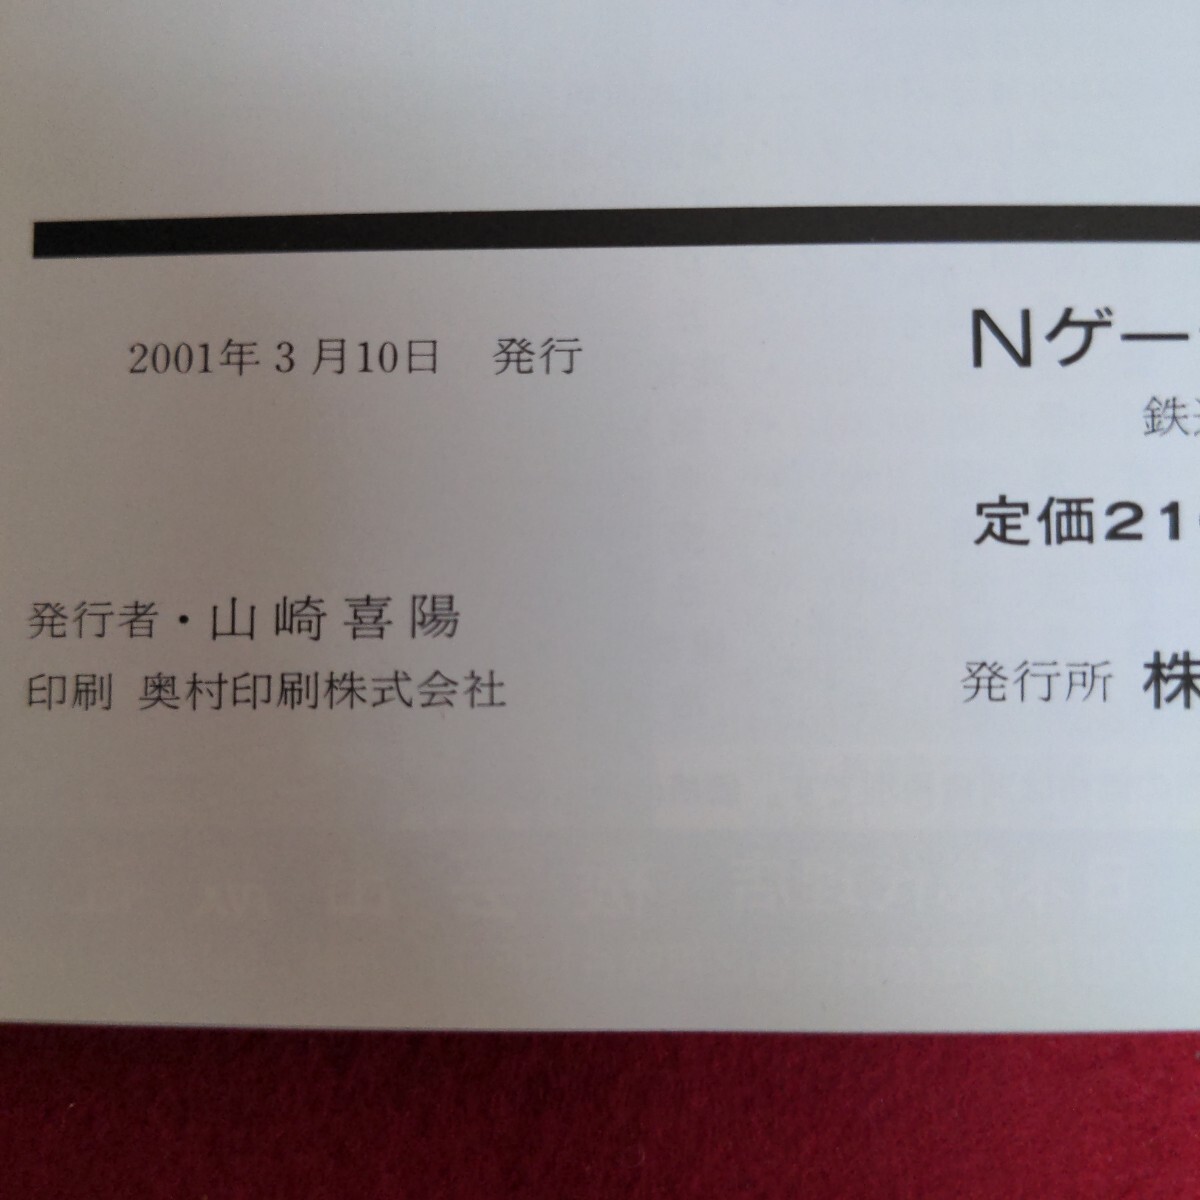 2001年3月10日 発行
Nゲー
鉄
定価21
発行者・山崎喜陽
印刷 奥村印刷株式会社
発行所 株